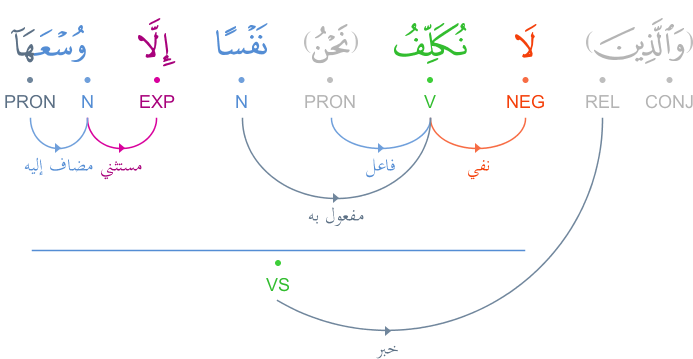 (وَٱلَّذِينَ) لَا نُكَلِّفُ (نَحْنُ) نَفْسًا إِلَّا وُسْعَهَآ
CONJ REL NEG V PRON N EXP N PRON
نفي فاعل مستثني مضاف إليه
مفعول به
VS
خبر